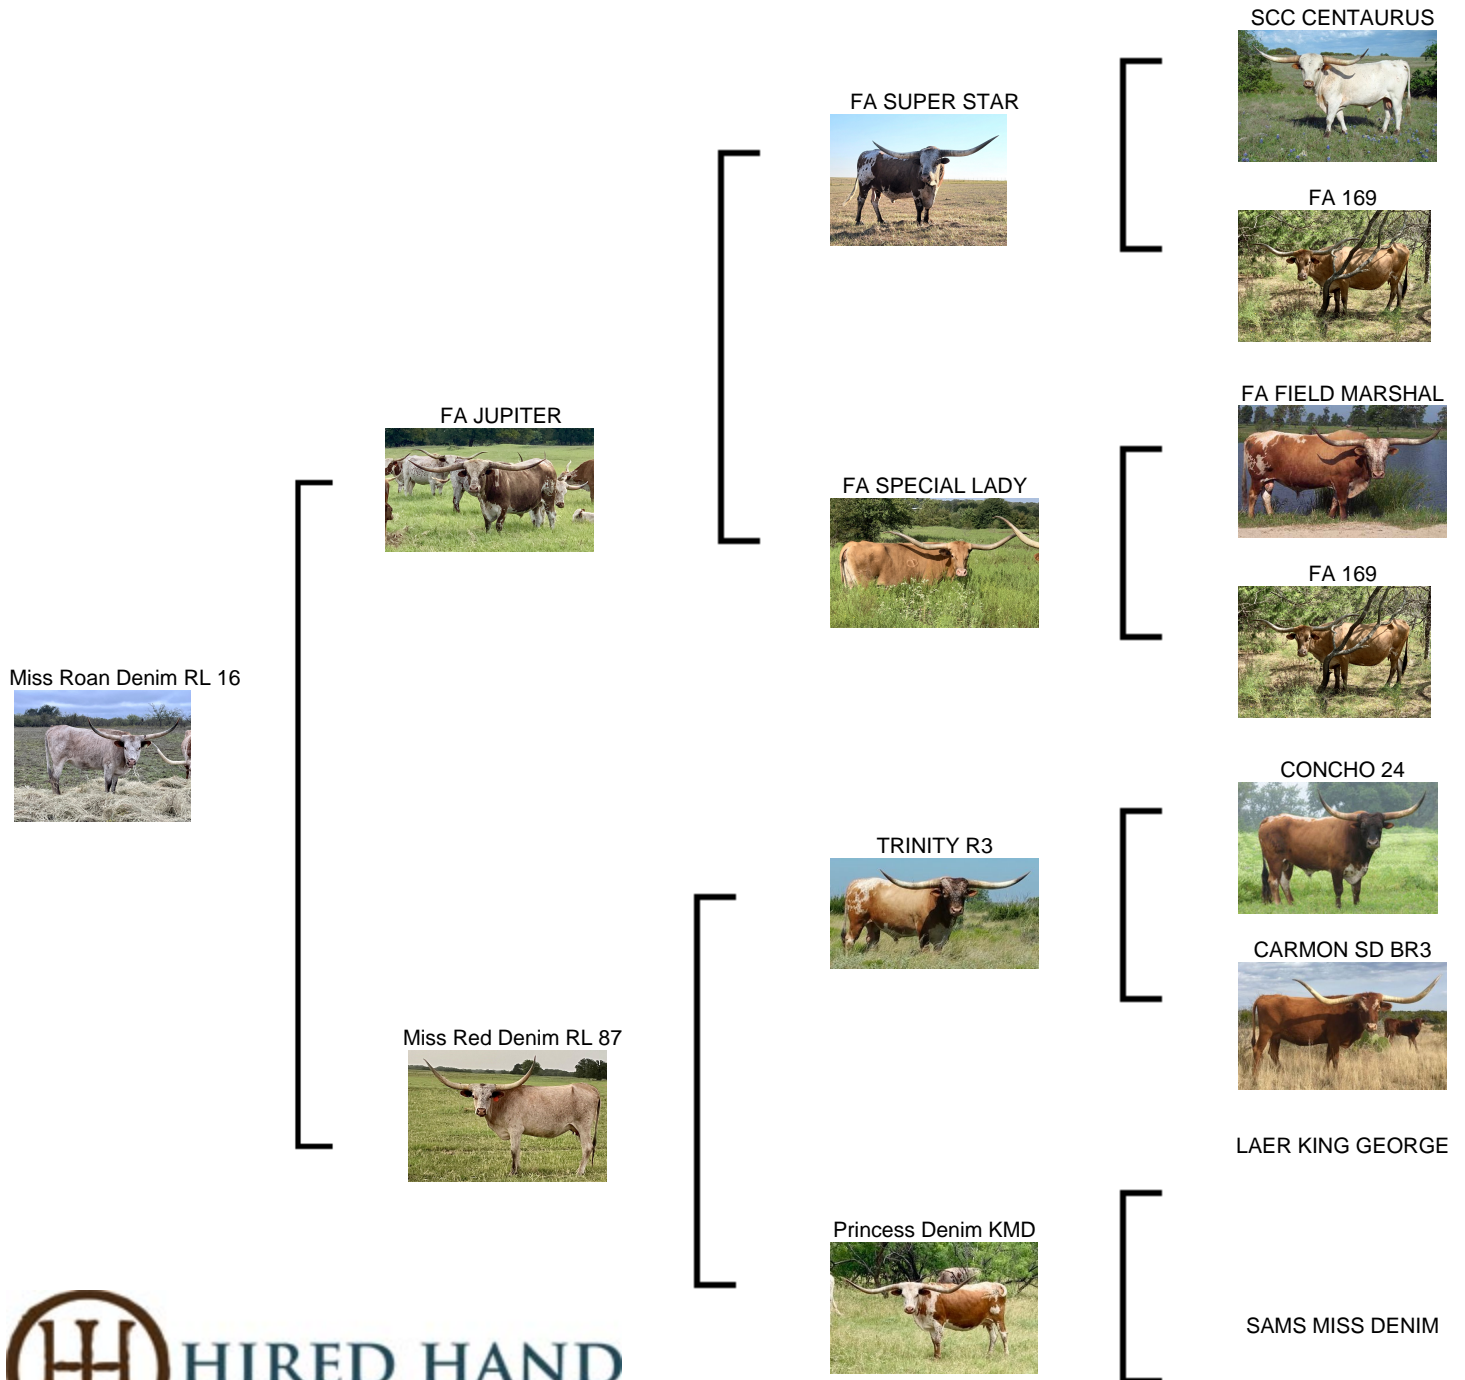 SCC CENTAURUS
FA SUPER STAR
FA 169
FA JUPITER
FA FIELD MARSHAL
FA SPECIAL LADY
FA 169
Miss Roan Denim RL 16
CONCHO 24
TRINITY R3
CARMON SD BR3
Miss Red Denim RL 87
LAER KING GEORGE
Princess Denim KMD
SAMS MISS DENIM
HIRED HAND